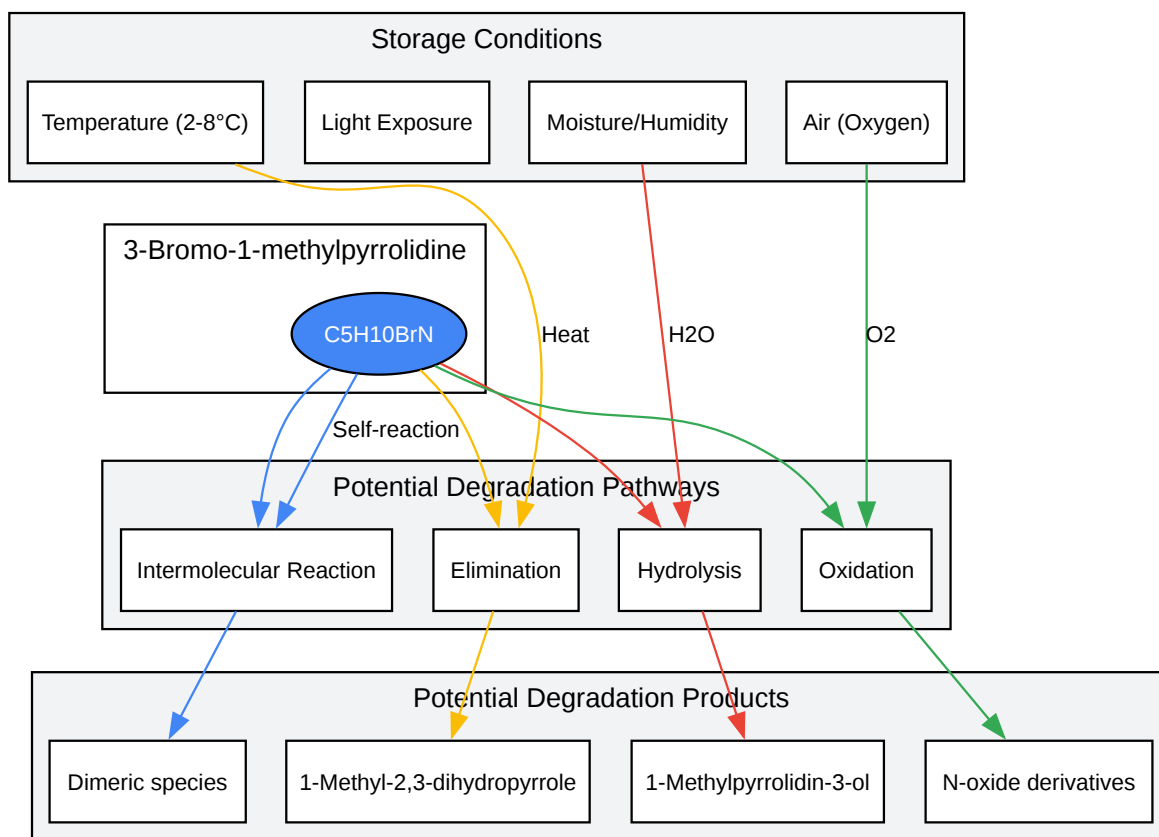 Storage Conditions
Temperature (2-8°C)
Light Exposure
Moisture/Humidity
Air (Oxygen)
3-Bromo-1-methylpyrrolidine
C5H10BrN
Heat
H2O
O2
Self-reaction
Potential Degradation Pathways
Intermolecular Reaction
Elimination
Hydrolysis
Oxidation
Potential Degradation Products
Dimeric species
1-Methyl-2,3-dihydropyrrole
1-Methylpyrrolidin-3-ol
N-oxide derivatives